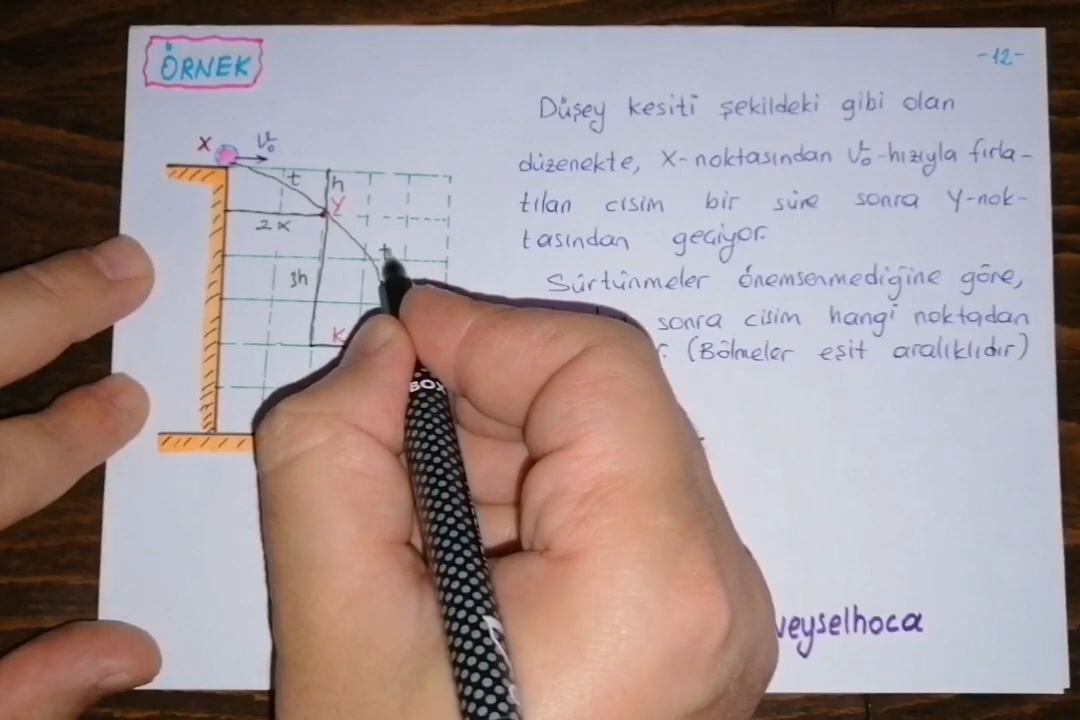 ÖRNEK
-12-
Düşey kesiti şekildeki gibi olan
düzenekte, X-noktasından V₀-hızıyla fırla-
tılan cisim bir süre sonra Y-nok-
tasından geçiyor.
Sürtünmeler önemsenmediğine göre,
sonra cisim hangi noktadan
(Bölmeler eşit aralıklıdır)
X
V₀
t
h
Y
2x
t
3h
K
BOX
veyselhoca